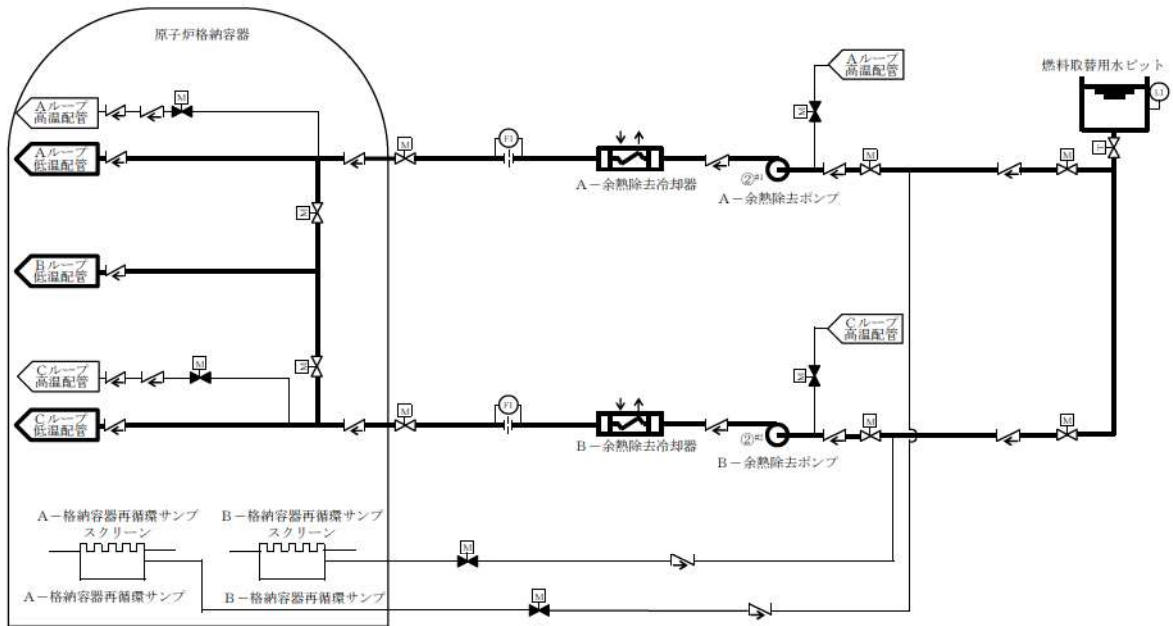 原子炉格納容器
Aループ
高温配管
M
Aループ
低温配管
M
Bループ
低温配管
M
Cループ
高温配管
M
Cループ
低温配管
M
FI
A－余熱除去冷却器
Aループ
高温配管
M
②
A－余熱除去ポンプ
M
M
燃料取替用水ピット
LI
T
M
FI
B－余熱除去冷却器
Cループ
高温配管
M
②
B－余熱除去ポンプ
M
M
A－格納容器再循環サンプ
スクリーン
A－格納容器再循環サンプ
B－格納容器再循環サンプ
スクリーン
B－格納容器再循環サンプ
M
M